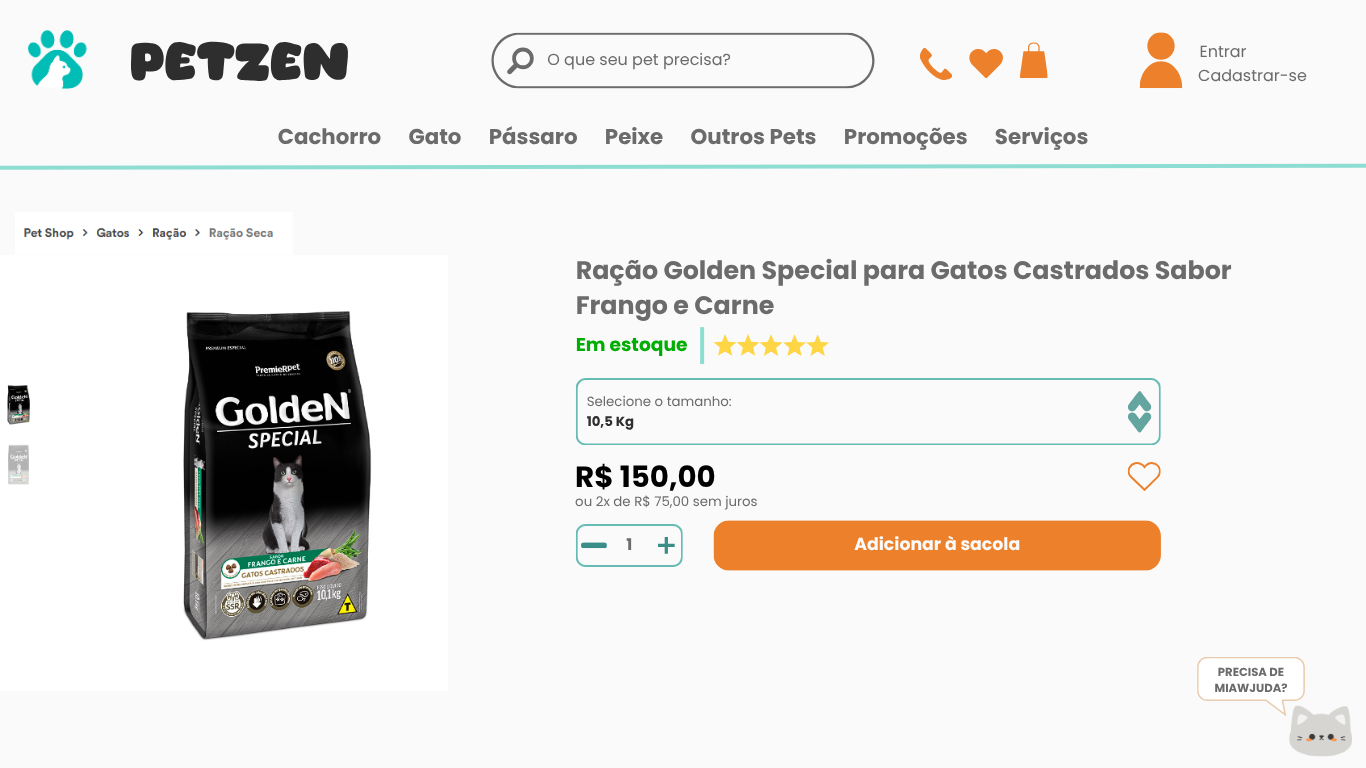 PETZEN
O que seu pet precisa?
Entrar
Cadastrar-se
Cachorro Gato Pássaro Peixe Outros Pets Promoções Serviços
Pet Shop > Gatos > Ração > Ração Seca
Ração Golden Special para Gatos Castrados Sabor
Frango e Carne
Em estoque
Selecione o tamanho:
10,5 Kg
R$ 150,00
ou 2x de R$ 75,00 sem juros
1
Adicionar à sacola
PremieRpet
GoldeN
SPECIAL
SABOR
FRANGO E CARNE
GATOS CASTRADOS
10,1kg
SSR
T
PRECISA DE
MIAWJUDA?